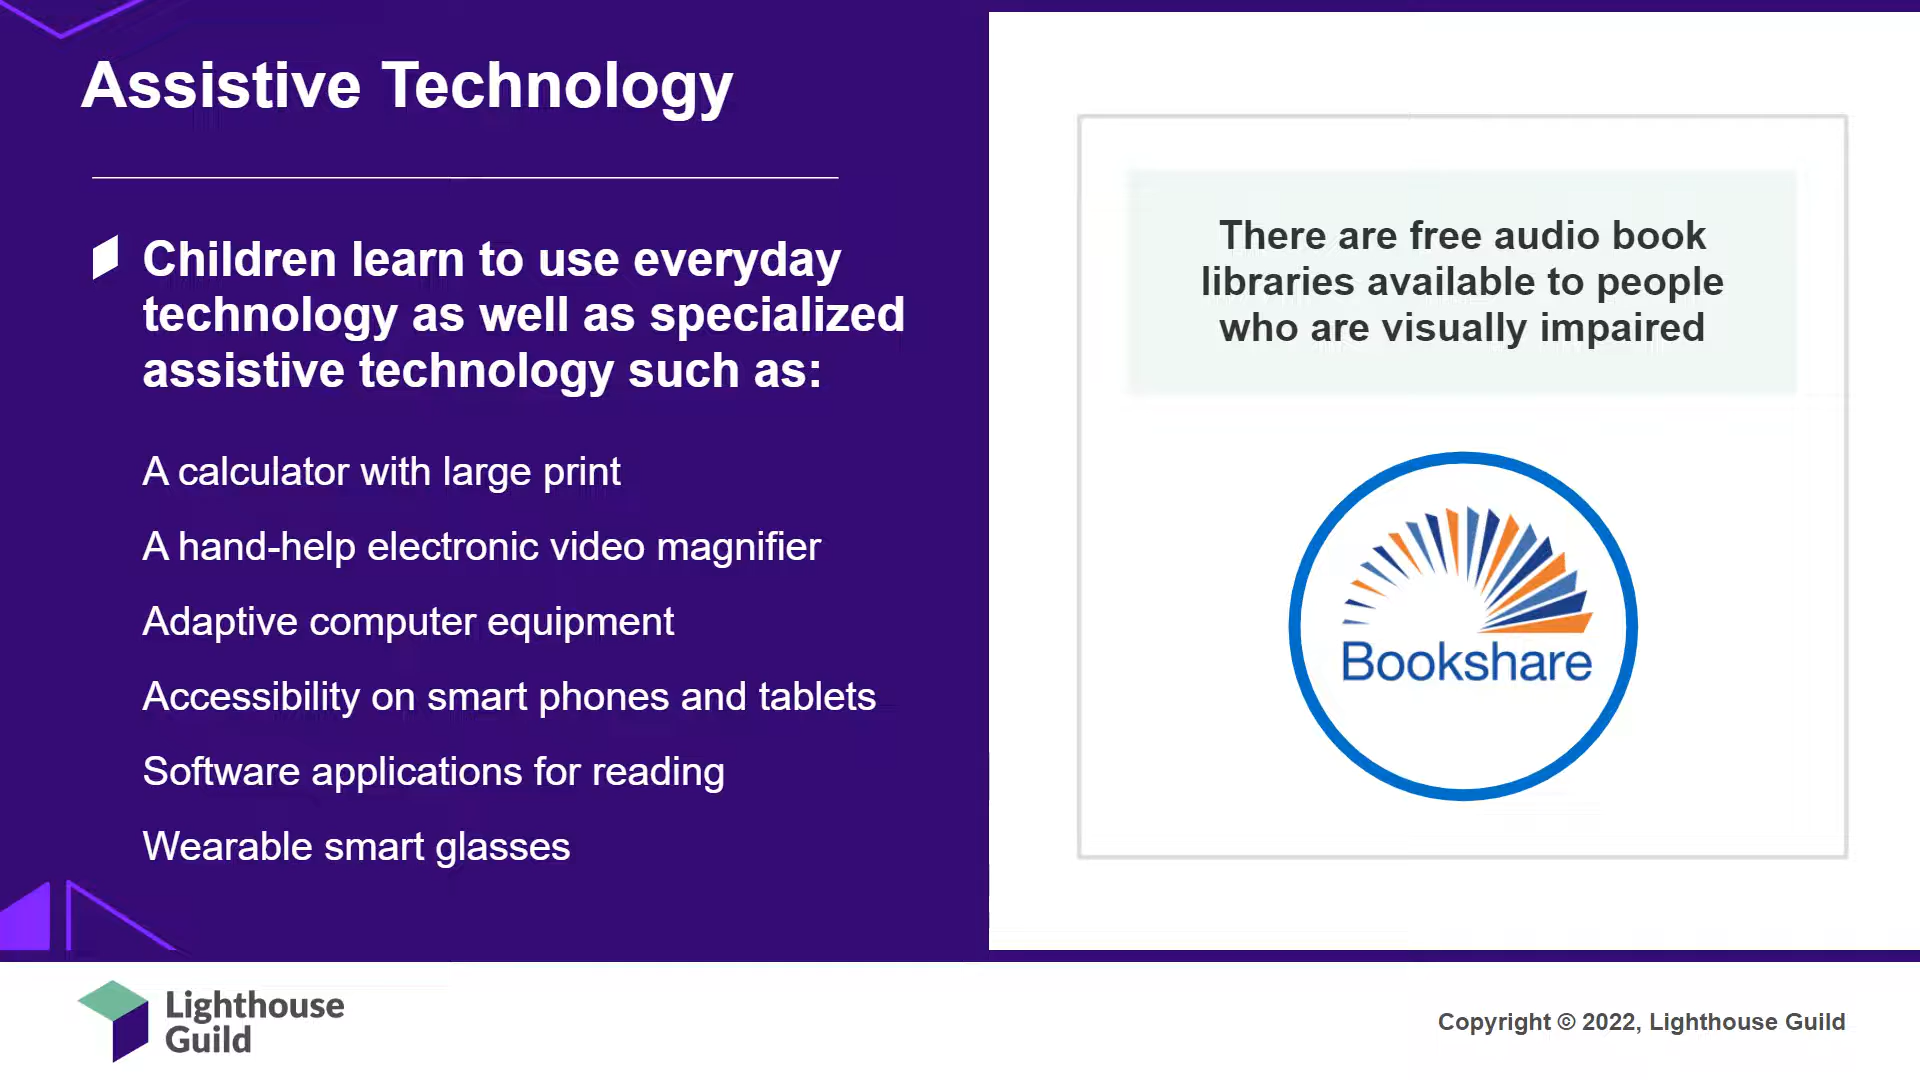 Assistive Technology
Children learn to use everyday
technology as well as specialized
assistive technology such as:
A calculator with large print
A hand-help electronic video magnifier
Adaptive computer equipment
Accessibility on smart phones and tablets
Software applications for reading
Wearable smart glasses
There are free audio book
libraries available to people
who are visually impaired
Bookshare
Lighthouse
Guild
Copyright © 2022, Lighthouse Guild